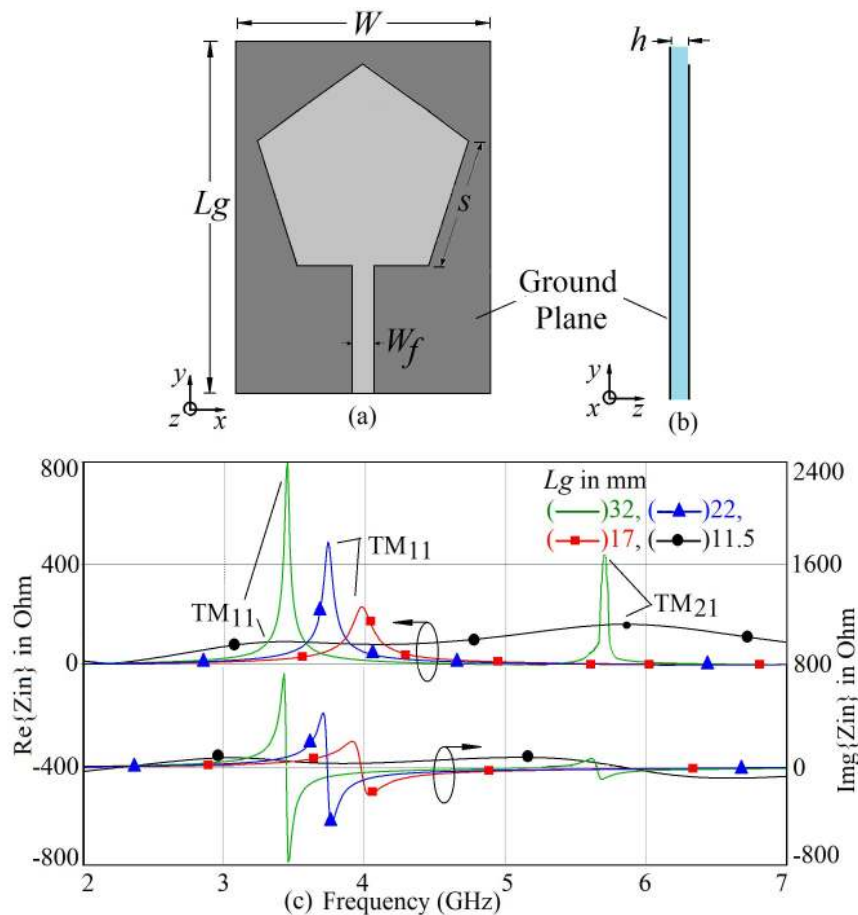 W
h
Lg
s
Ground
Plane
W_f
y
z x
(a)
y
x z
(b)
800 2400
Lg in mm
(—)32, (—▲—)22,
(—■—)17, (—●—)11.5
400 1600
TM₁₁
TM₁₁
TM₂₁
0 800
Re{Zin} in Ohm
Img{Zin} in Ohm
-400 0
-800 -800
2 3 4 5 6 7
(c) Frequency (GHz)